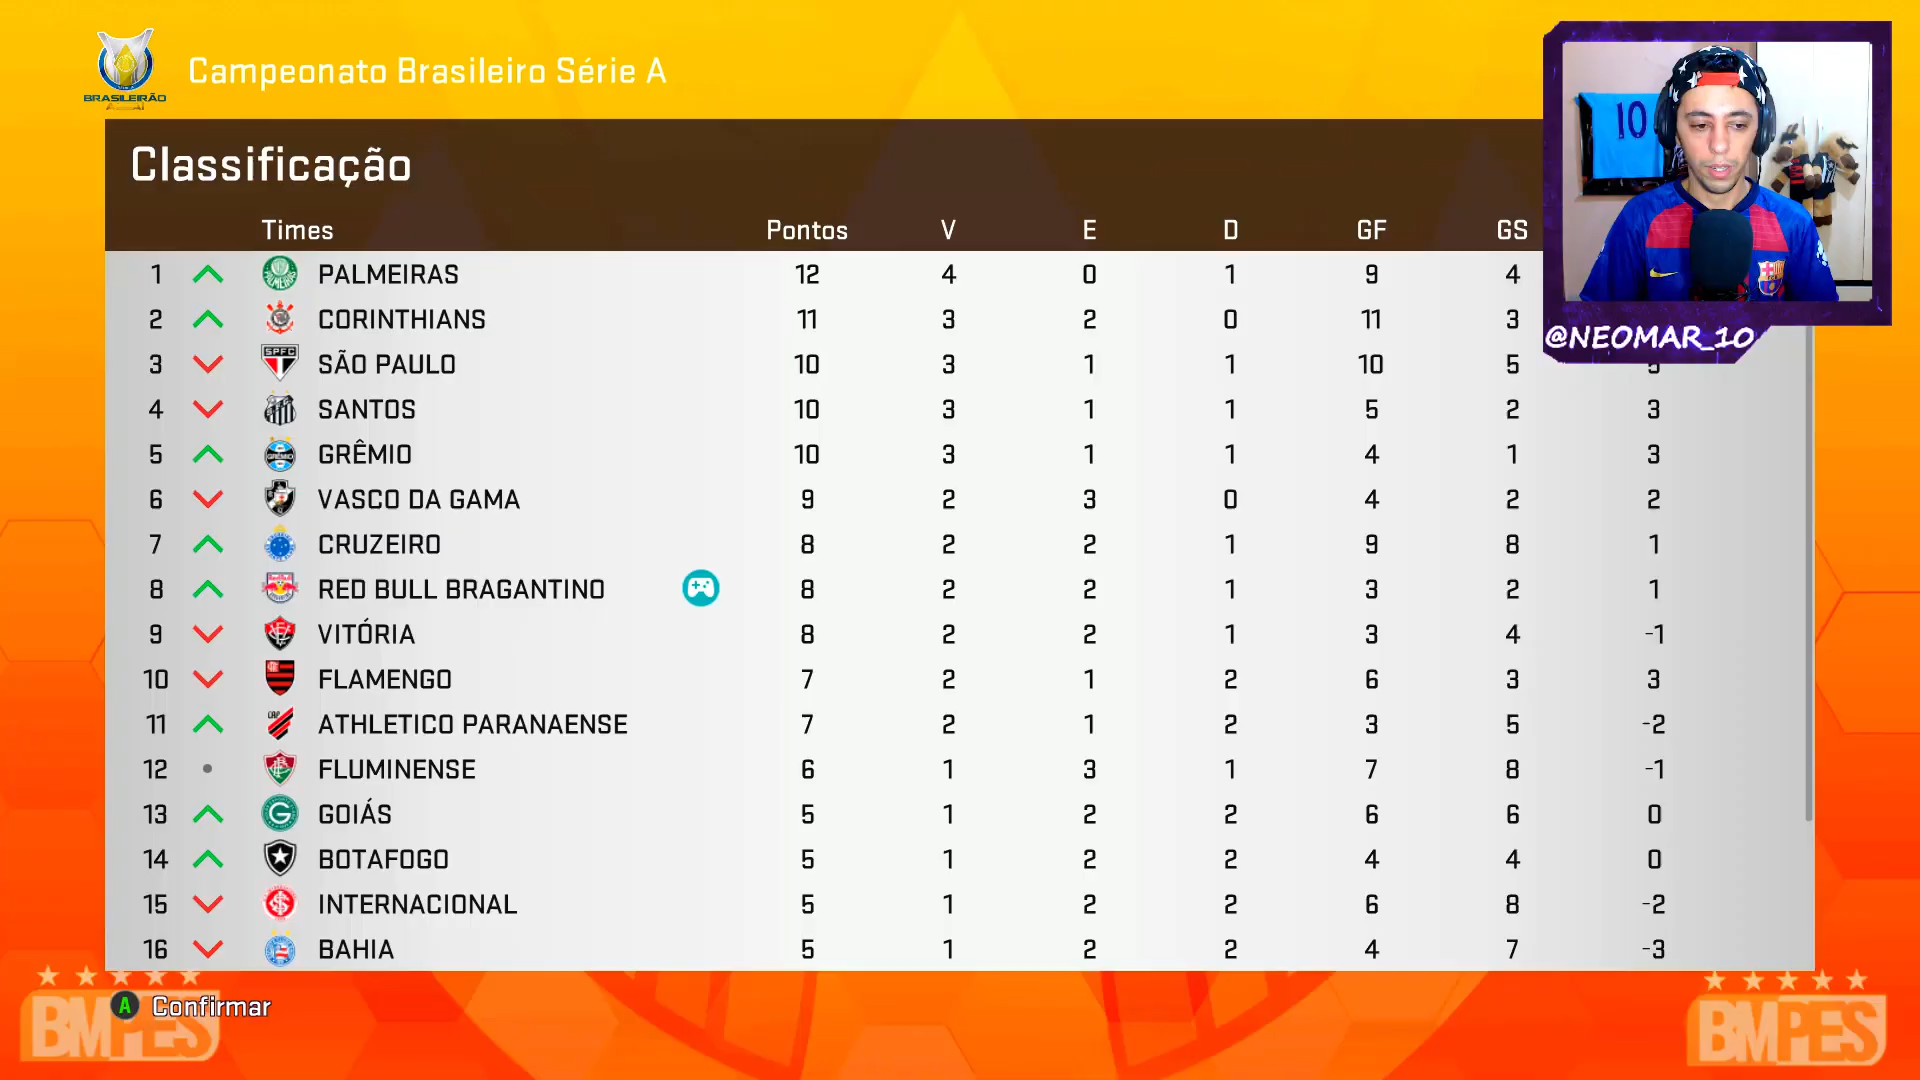 BRASILEIRÃO
ASSAÍ
Campeonato Brasileiro Série A
Classificação
Times Pontos V E D GF GS
1 PALMEIRAS 12 4 0 1 9 4
2 CORINTHIANS 11 3 2 0 11 3
3 SÃO PAULO 10 3 1 1 10 5 5
4 SANTOS 10 3 1 1 5 2 3
5 GRÊMIO 10 3 1 1 4 1 3
6 VASCO DA GAMA 9 2 3 0 4 2 2
7 CRUZEIRO 8 2 2 1 9 8 1
8 RED BULL BRAGANTINO 8 2 2 1 3 2 1
9 VITÓRIA 8 2 2 1 3 4 -1
10 FLAMENGO 7 2 1 2 6 3 3
11 ATHLETICO PARANAENSE 7 2 1 2 3 5 -2
12 FLUMINENSE 6 1 3 1 7 8 -1
13 GOIÁS 5 1 2 2 6 6 0
14 BOTAFOGO 5 1 2 2 4 4 0
15 INTERNACIONAL 5 1 2 2 6 8 -2
16 BAHIA 5 1 2 2 4 7 -3
10
@NEOMAR_10
SPFC
CAP
A Confirmar
BMPES
BMPES